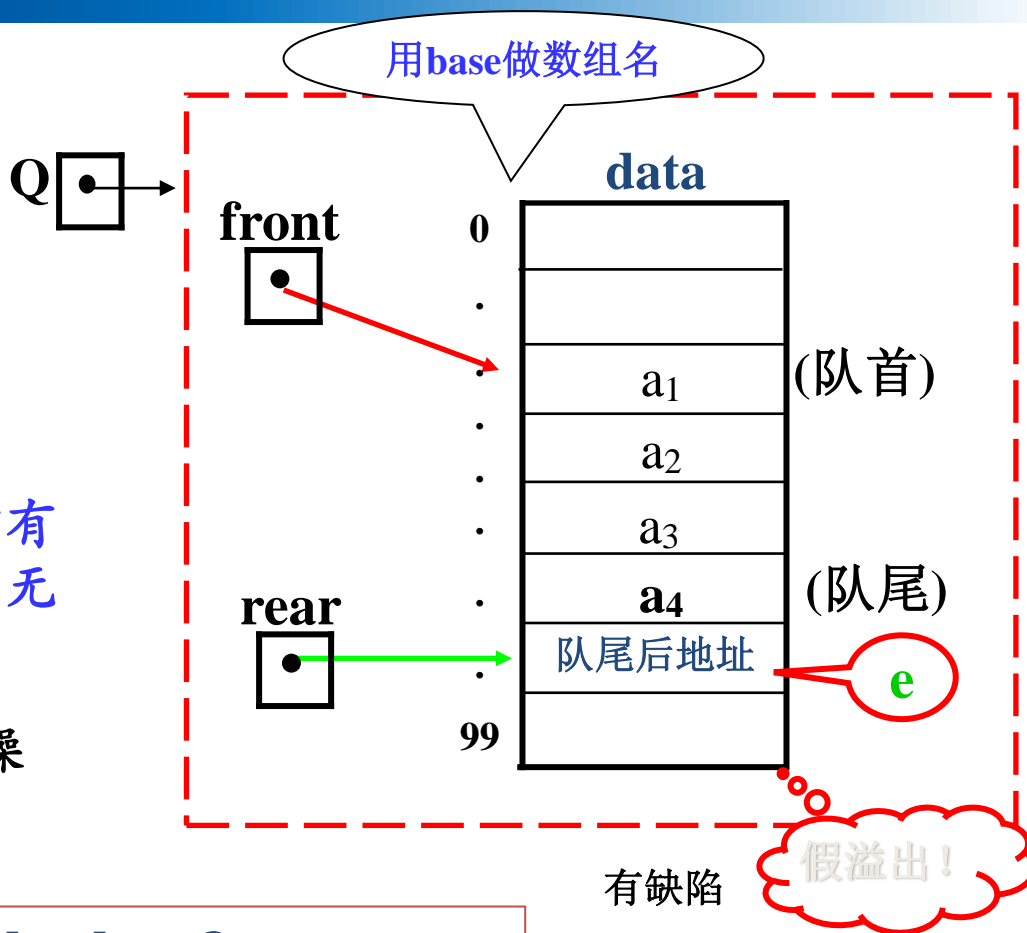 用base做数组名
Q
data
front
0
a1
(队首)
a2
有
a3
无
a4
(队尾)
rear
队尾后地址
e
99
操
假溢出!
有缺陷